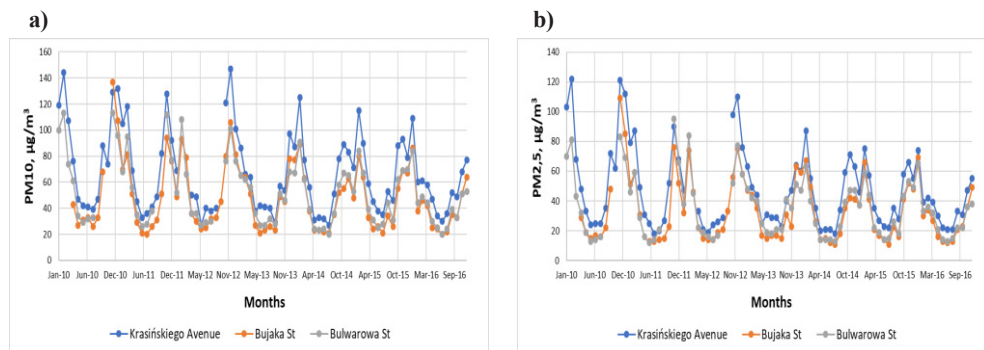 a)
PM10, µg/m³
160
140
120
100
80
60
40
20
0
Jan-10 Jun-10 Dec-10 Jun-11 Dec-11 May-12 Nov-12 May-13 Nov-13 Apr-14 Oct-14 Apr-15 Oct-15 Mar-16 Sep-16
Months
Krasińskiego Avenue Bujaka St Bulwarowa St
b)
PM2,5, µg/m³
140
120
100
80
60
40
20
0
Jan-10 Jun-10 Dec-10 Jun-11 Dec-11 May-12 Nov-12 May-13 Nov-13 Apr-14 Oct-14 Apr-15 Oct-15 Mar-16 Sep-16
Months
Krasińskiego Avenue Bujaka St Bulwarowa St